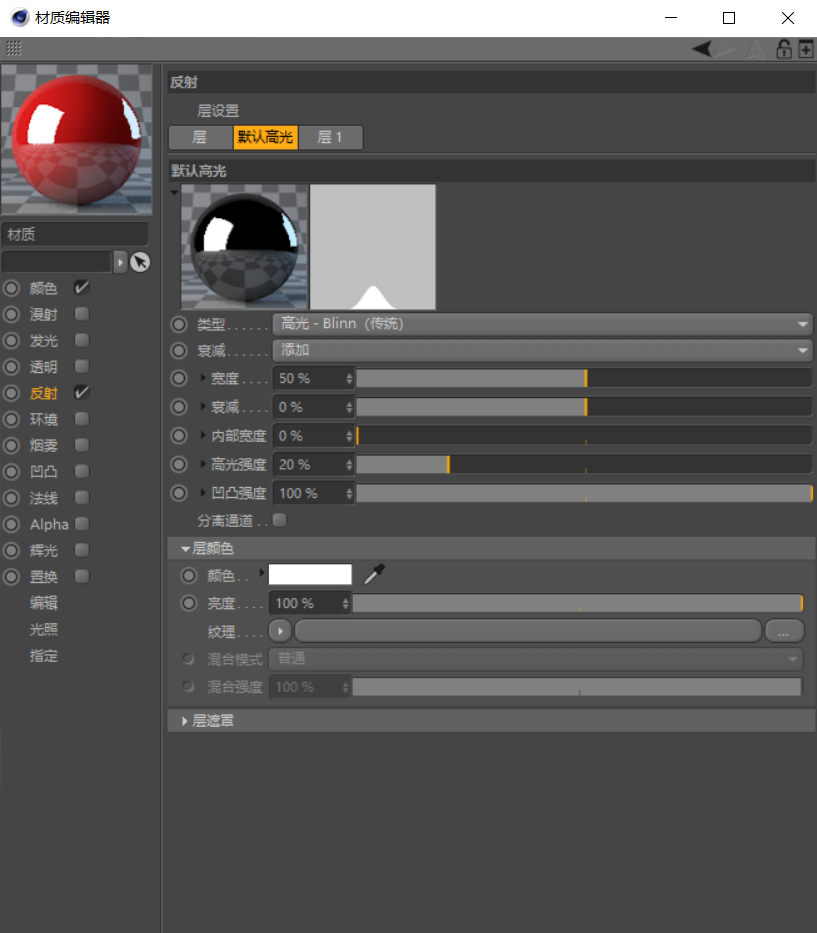 材质编辑器
反射
层设置
层 默认高光 层 1
默认高光
材质
颜色
漫射
发光
透明
反射
环境
烟雾
凹凸
法线
Alpha
辉光
置换
编辑
光照
指定
类型 . . . . . . 高光 - Blinn（传统）
衰减 . . . . . . 添加
宽度 . . . . 50 %
衰减 . . . . 0 %
内部宽度 0 %
高光强度 20 %
凹凸强度 100 %
分离通道 . .
层颜色
颜色 . .
亮度 . . . . 100 %
纹理 . . . . ...
混合模式 普通
混合强度 100 %
层遮罩